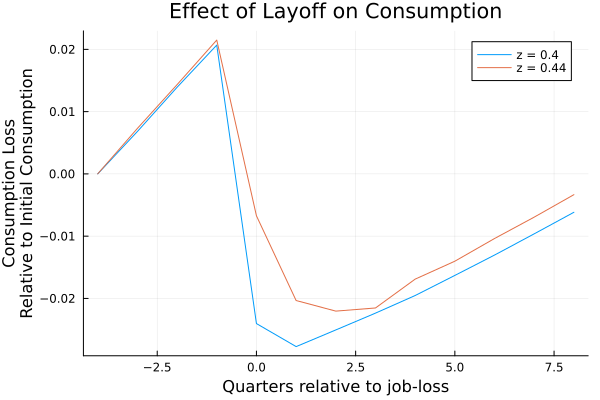 Effect of Layoff on Consumption
Consumption Loss
Relative to Initial Consumption
0.02
0.01
0.00
−0.01
−0.02
z = 0.4
z = 0.44
−2.5 0.0 2.5 5.0 7.5
Quarters relative to job-loss